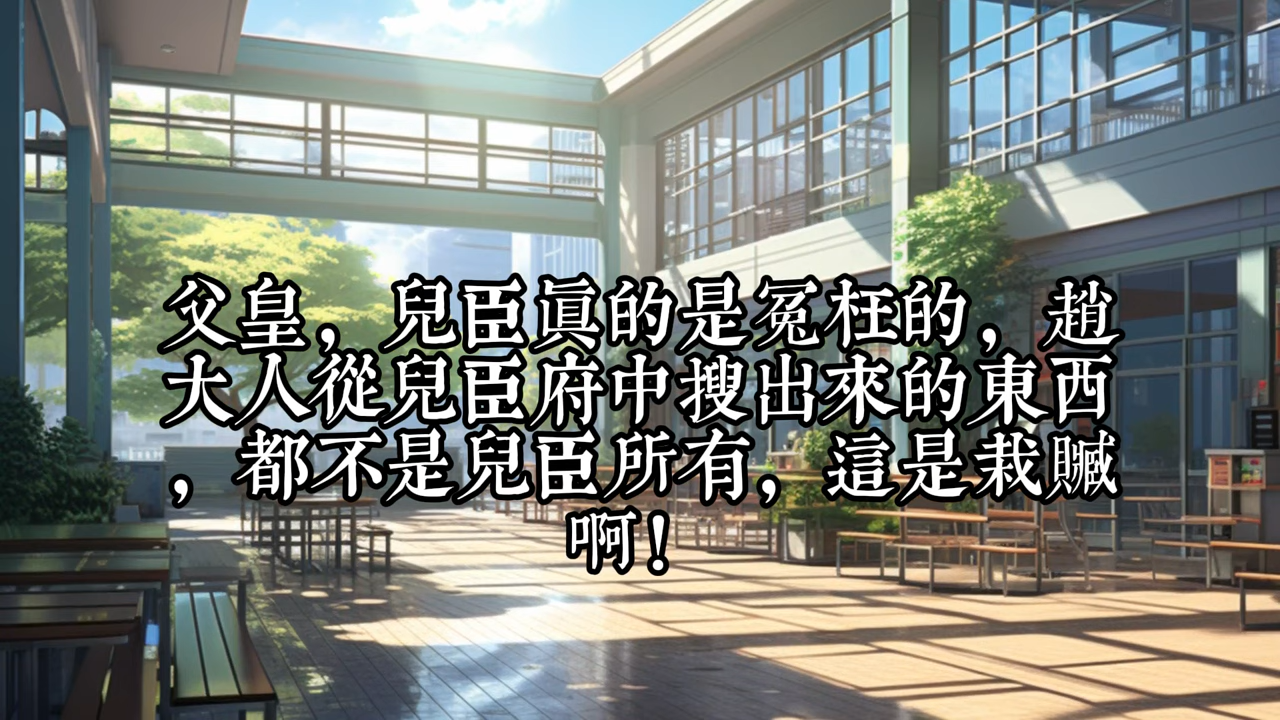 父皇，兒臣眞的是冤枉的，趙
大人從兒臣府中搜出來的東西
，都不是兒臣所有，這是栽贓
啊！